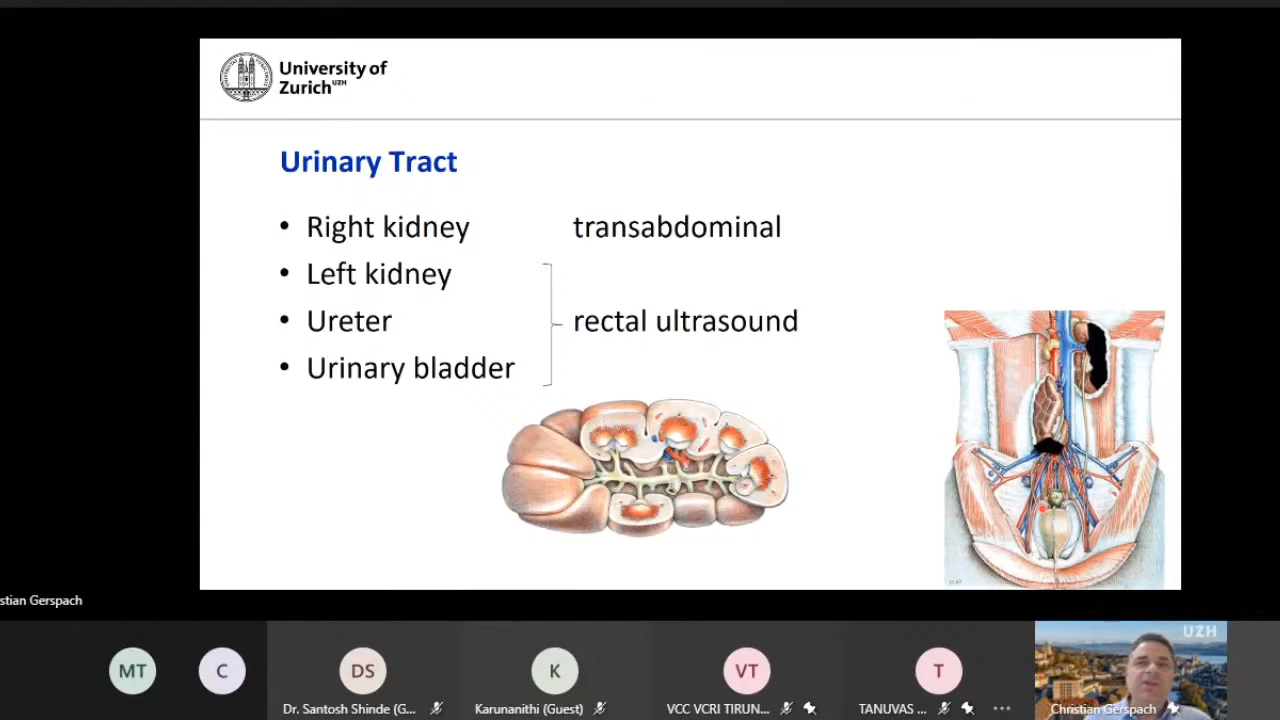 University of
Zurich UZH
Urinary Tract
• Right kidney transabdominal
• Left kidney
• Ureter rectal ultrasound
• Urinary bladder
stian Gerspach
MT
C
DS
K
VT
T
UZH
Dr. Santosh Shinde (G...
Karunanithi (Guest)
VCC VCRI TIRUN...
TANUVAS ...
Christian Gerspach